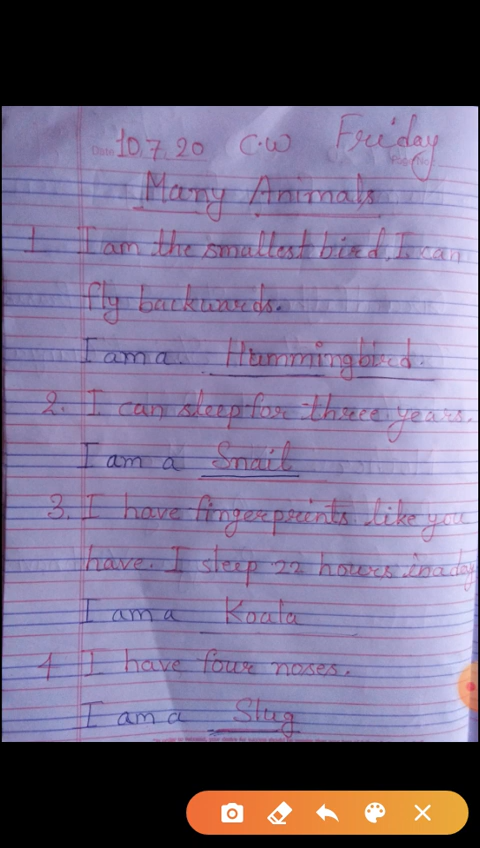 Date 10.7.20 C.W Friday
Many Animals
1. I am the smallest bird. I can
fly backwards.
I am a Hummingbird.
2. I can sleep for three years.
I am a Snail
3. I have fingerprints like you
have. I sleep 22 hours in a day
I am a Koala
4 I have four noses.
I am a Slug